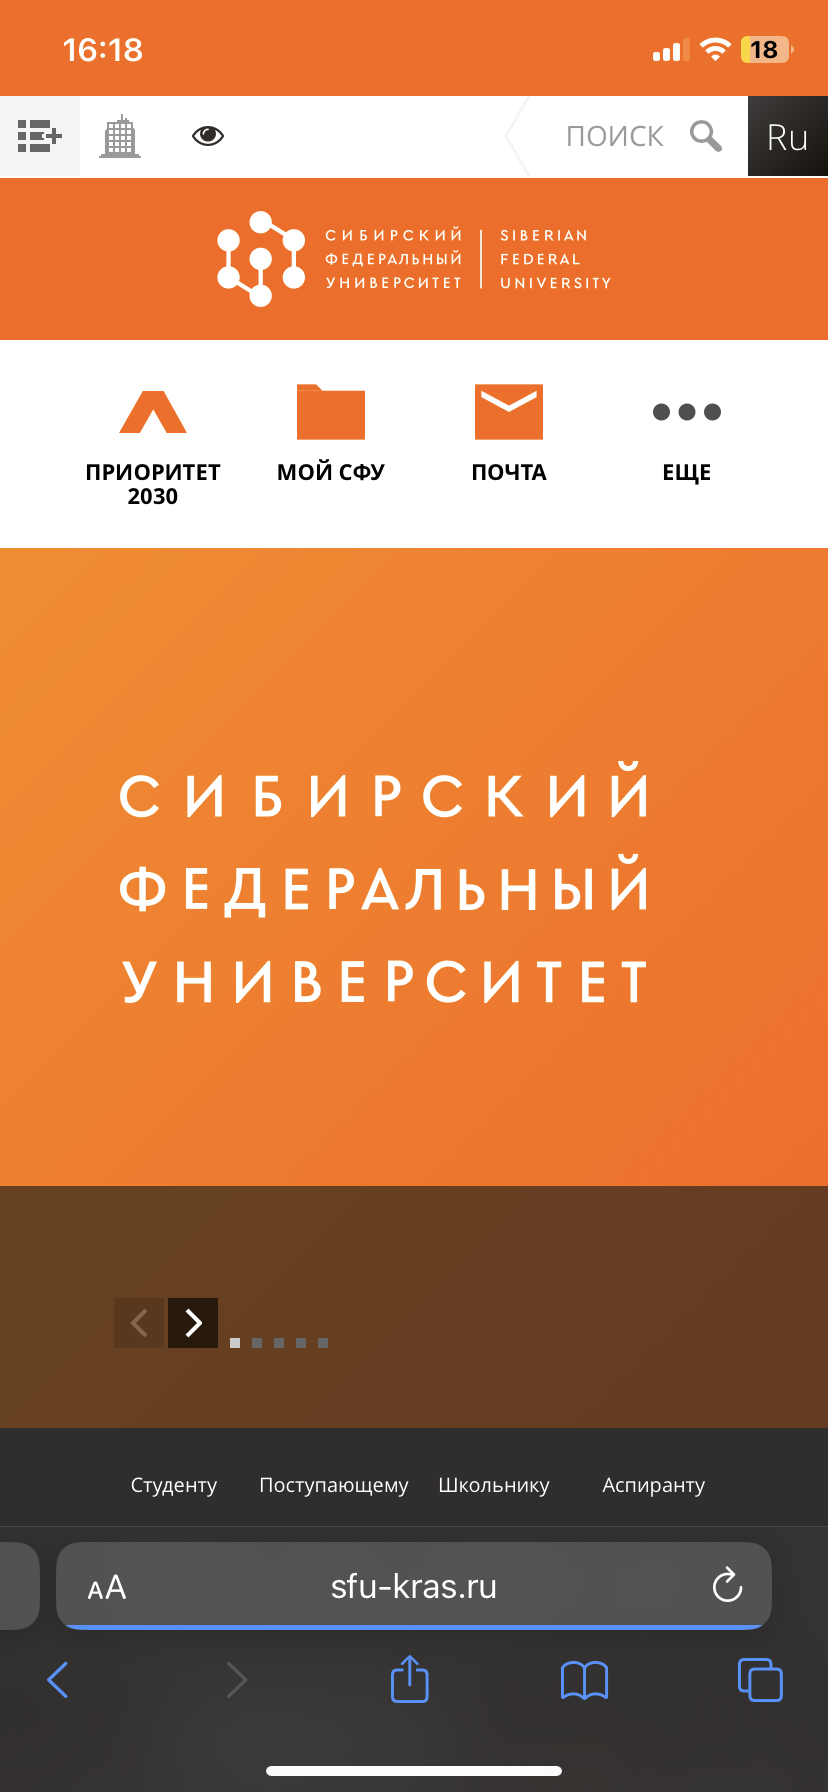 16:18
18
ПОИСК
Ru
СИБИРСКИЙ
ФЕДЕРАЛЬНЫЙ
УНИВЕРСИТЕТ
SIBERIAN
FEDERAL
UNIVERSITY
ПРИОРИТЕТ
2030
МОЙ СФУ
ПОЧТА
ЕЩЕ
СИБИРСКИЙ
ФЕДЕРАЛЬНЫЙ
УНИВЕРСИТЕТ
Студенту Поступающему Школьнику Аспиранту
AA sfu-kras.ru